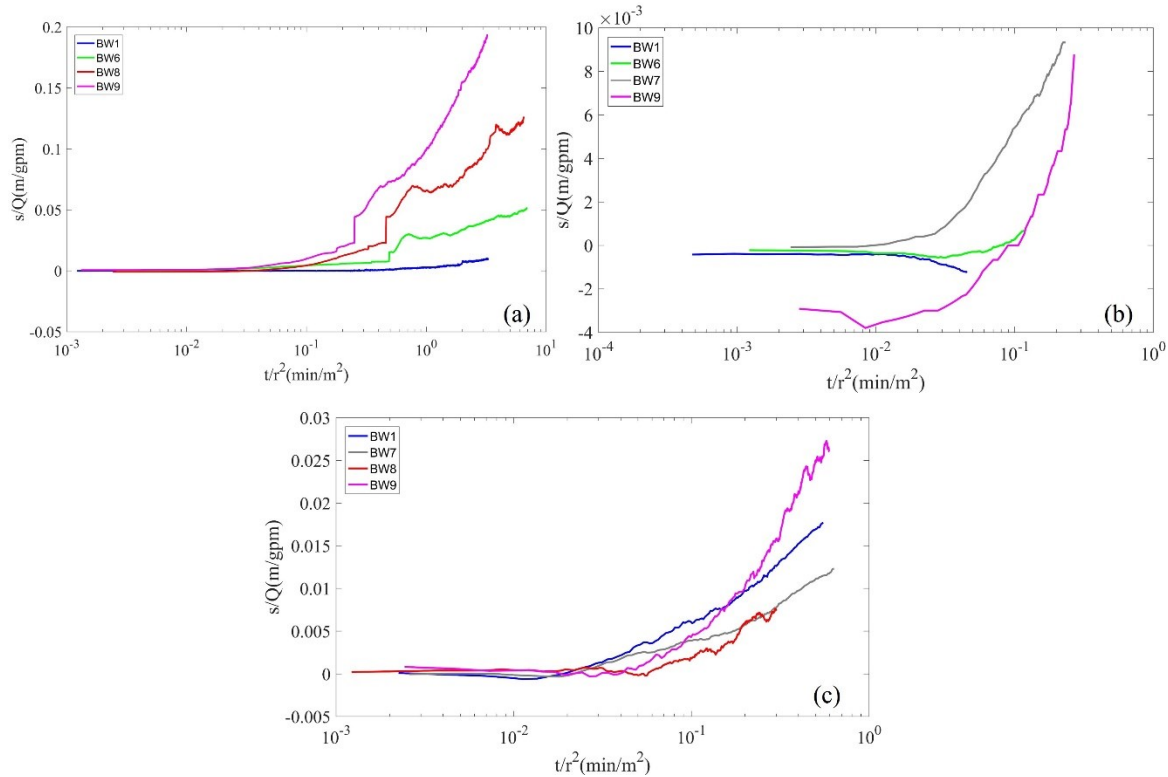 0.2
0.15
0.1
0.05
0
-0.05
s/Q(m/gpm)
BW1
BW6
BW8
BW9
(a)
10^-3
10^-2
10^-1
10^0
10^1
t/r^2(min/m^2)
×10^-3
10
8
6
4
2
0
-2
-4
s/Q(m/gpm)
BW1
BW6
BW7
BW9
(b)
10^-4
10^-3
10^-2
10^-1
10^0
t/r^2(min/m^2)
0.03
0.025
0.02
0.015
0.01
0.005
0
-0.005
s/Q(m/gpm)
BW1
BW7
BW8
BW9
(c)
10^-3
10^-2
10^-1
10^0
t/r^2(min/m^2)